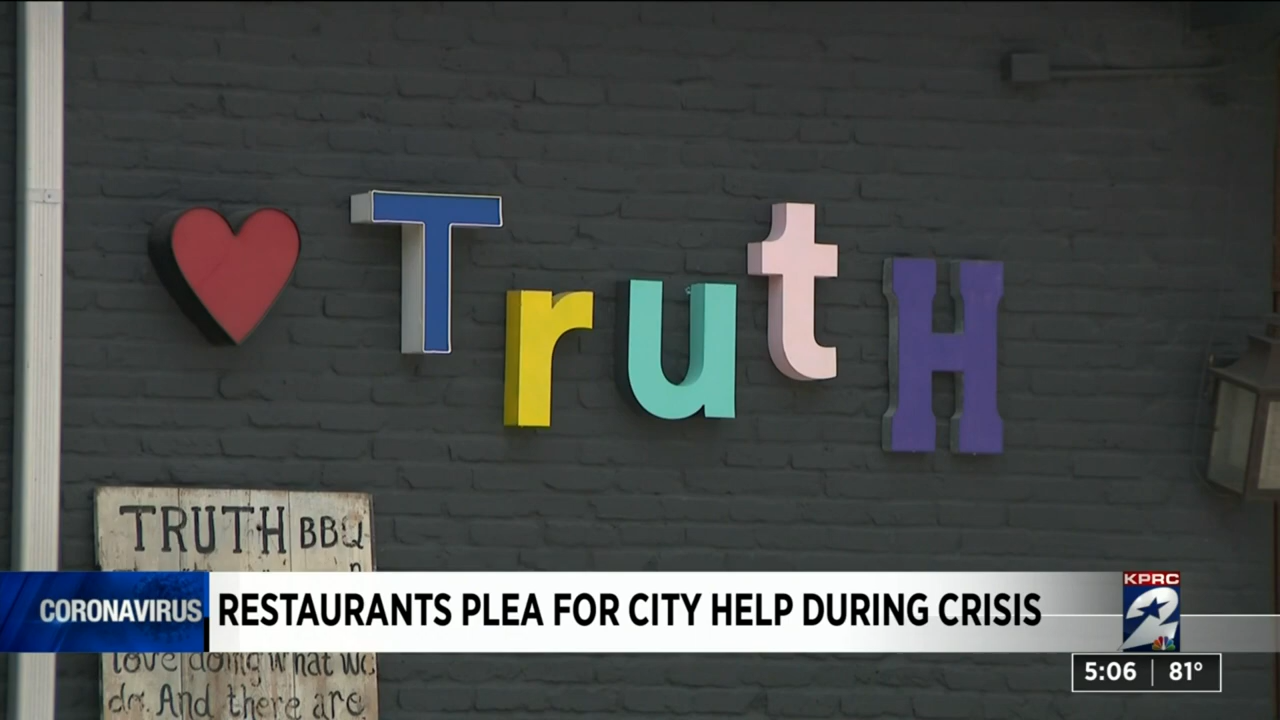 TrutH
TRUTH BBQ
CORONAVIRUS
RESTAURANTS PLEA FOR CITY HELP DURING CRISIS
KPRC
2
5:06 81°
love doing what we
do. And there are